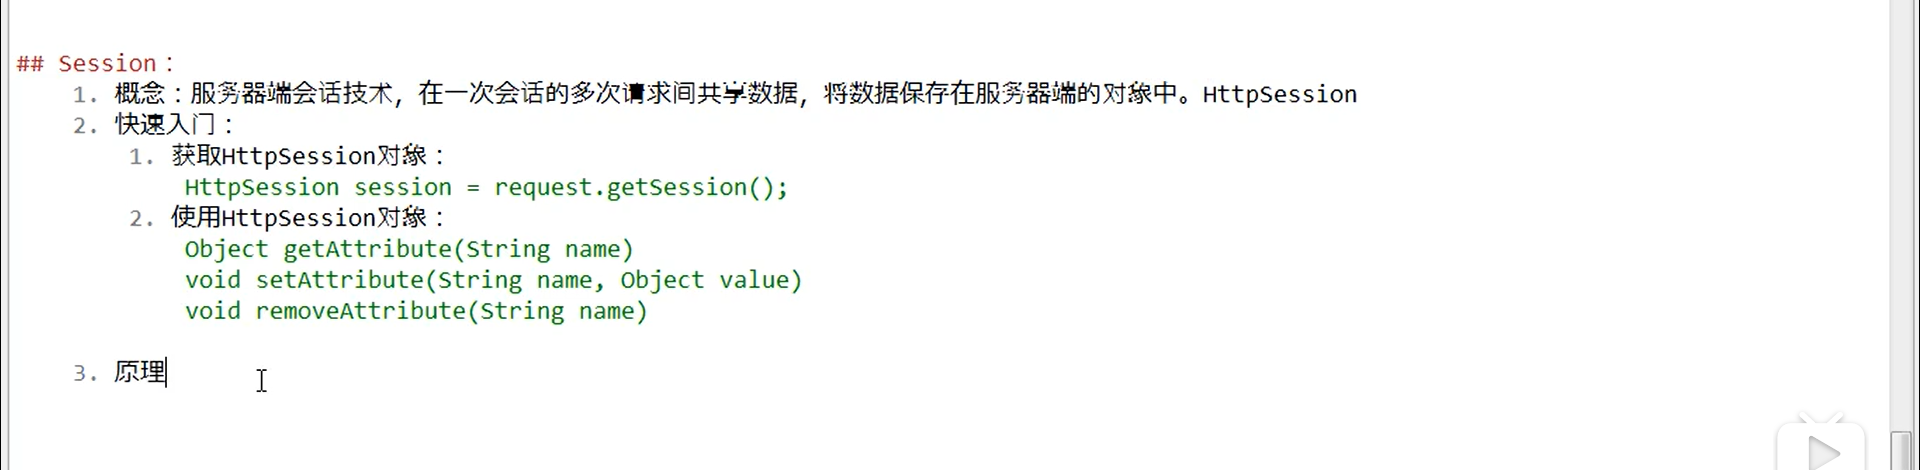 ## Session：
1. 概念：服务器端会话技术，在一次会话的多次请求间共享数据，将数据保存在服务器端的对象中。HttpSession
2. 快速入门：
1. 获取HttpSession对象：
HttpSession session = request.getSession();
2. 使用HttpSession对象：
Object getAttribute(String name)
void setAttribute(String name, Object value)
void removeAttribute(String name)
3. 原理